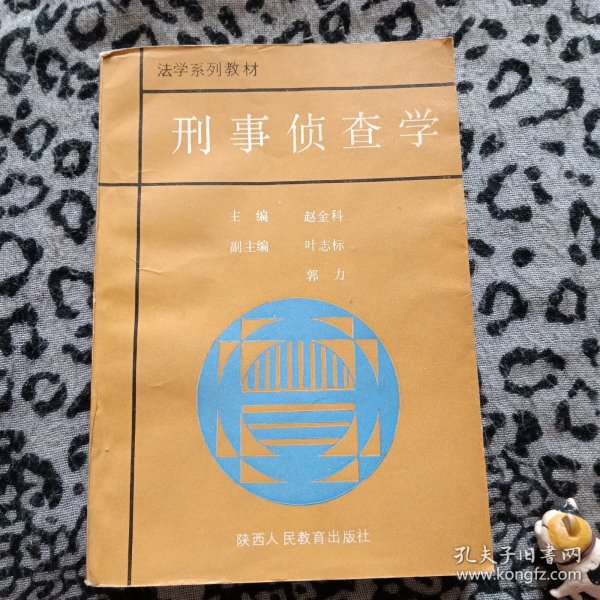 法学系列教材
刑事侦查学
主编 赵金科
副主编 叶志标
郭力
陕西人民教育出版社
孔夫子旧书网
www.kongfz.com